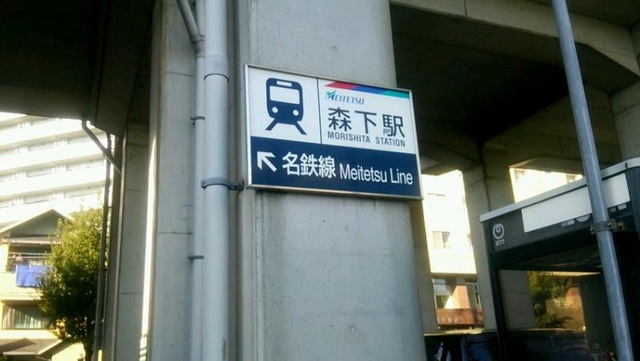 MEITETSU
森下駅
MORISHITA STATION
名鉄線 Meitetsu Line